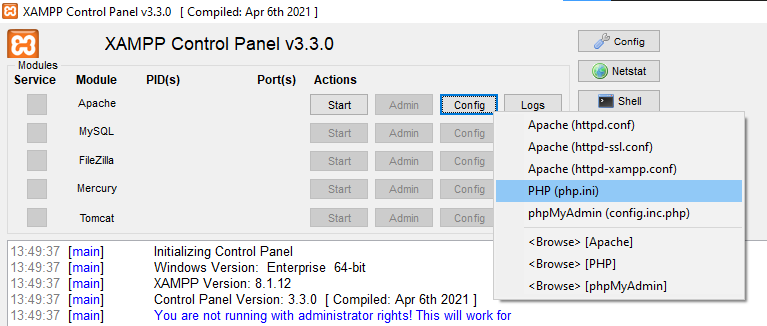 XAMPP Control Panel v3.3.0 [ Compiled: Apr 6th 2021 ]
XAMPP Control Panel v3.3.0
Config
Modules
Service Module PID(s) Port(s) Actions
Netstat
Apache Start Admin Config Logs
Shell
MySQL Start Admin Config
FileZilla Start Admin Config
Mercury Start Admin Config
Tomcat Start Admin Config
Apache (httpd.conf)
Apache (httpd-ssl.conf)
Apache (httpd-xampp.conf)
PHP (php.ini)
phpMyAdmin (config.inc.php)
<Browse> [Apache]
<Browse> [PHP]
<Browse> [phpMyAdmin]
13:49:37 [main] Initializing Control Panel
13:49:37 [main] Windows Version: Enterprise 64-bit
13:49:37 [main] XAMPP Version: 8.1.12
13:49:37 [main] Control Panel Version: 3.3.0 [ Compiled: Apr 6th 2021 ]
13:49:37 [main] You are not running with administrator rights! This will work for